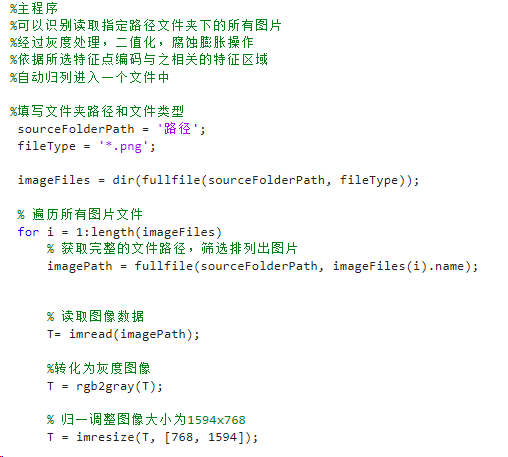 %主程序
%可以识别读取指定路径文件夹下的所有图片
%经过灰度处理，二值化，腐蚀膨胀操作
%依据所选特征点编码与之相关的特征区域
%自动归列进入一个文件中
%填写文件夹路径和文件类型
sourceFolderPath = '路径';
fileType = '*.png';
imageFiles = dir(fullfile(sourceFolderPath, fileType));
% 遍历所有图片文件
for i = 1:length(imageFiles)
% 获取完整的文件路径，筛选排列出图片
imagePath = fullfile(sourceFolderPath, imageFiles(i).name);
% 读取图像数据
T= imread(imagePath);
%转化为灰度图像
T = rgb2gray(T);
% 归一调整图像大小为1594x768
T = imresize(T, [768, 1594]);